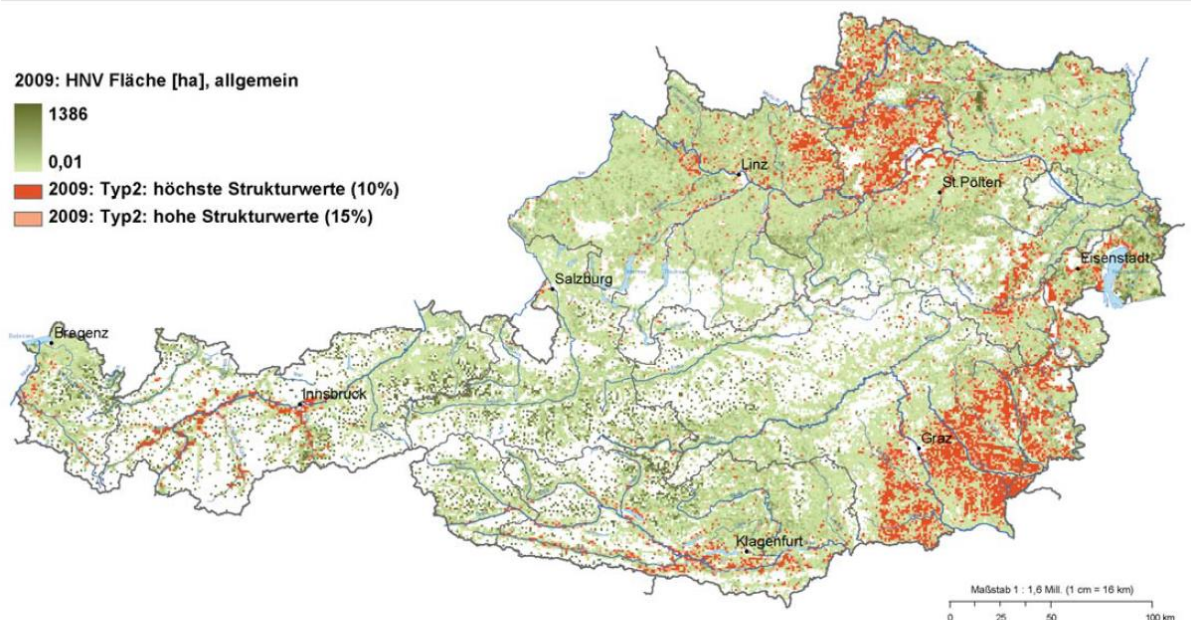 2009: HNV Fläche [ha], allgemein
1386
0,01
2009: Typ2: höchste Strukturwerte (10%)
2009: Typ2: hohe Strukturwerte (15%)
Linz
St.Pölten
Eisenstadt
Salzburg
Bregenz
Innsbruck
Graz
Klagenfurt
Maßstab 1 : 1,6 Mill. (1 cm = 16 km)
0 25 50 100 km